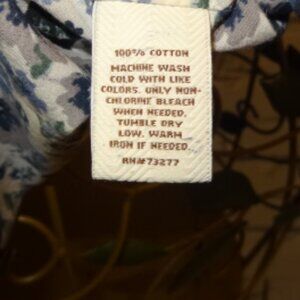 100% COTTON
MACHINE WASH
COLD WITH LIKE
COLORS. ONLY NON-
CHLORINE BLEACH
WHEN NEEDED.
TUMBLE DRY
LOW. WARM
IRON IF NEEDED.
RN#73277